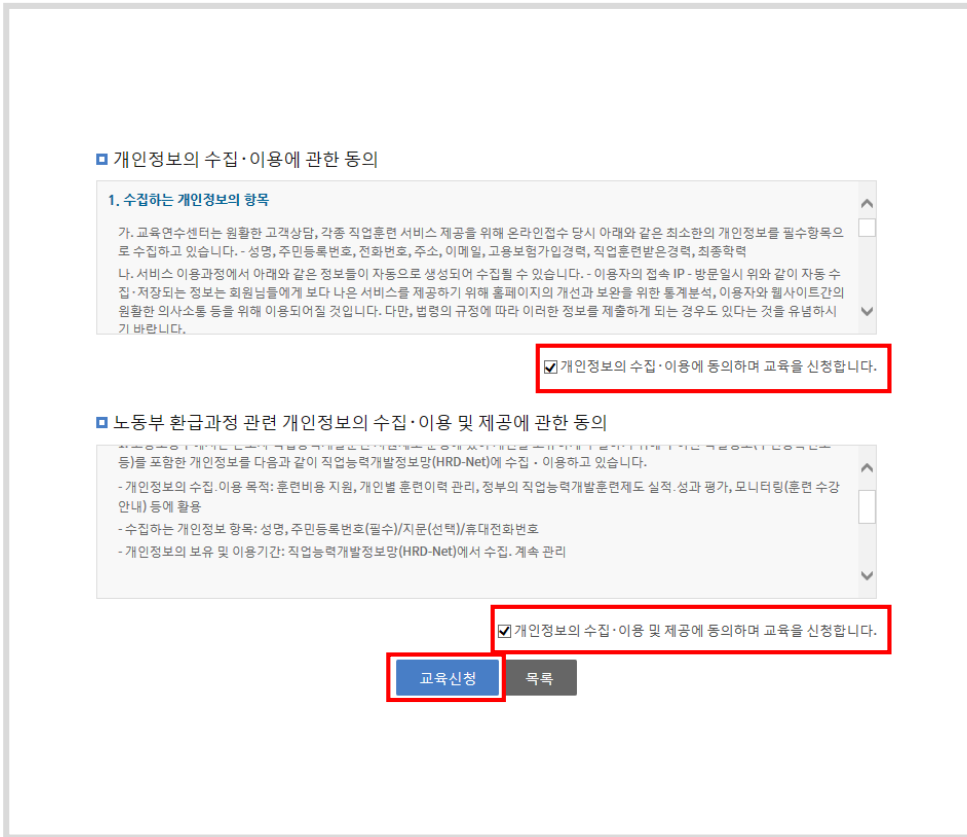 개인정보의 수집·이용에 관한 동의
1. 수집하는 개인정보의 항목
가. 교육연수센터는 원활한 고객상담, 각종 직업훈련 서비스 제공을 위해 온라인접수 당시 아래와 같은 최소한의 개인정보를 필수항목으
로 수집하고 있습니다. - 성명, 주민등록번호, 전화번호, 주소, 이메일, 고용보험가입경력, 직업훈련받은경력, 최종학력
나. 서비스 이용과정에서 아래와 같은 정보들이 자동으로 생성되어 수집될 수 있습니다. - 이용자의 접속 IP - 방문일시 위와 같이 자동 수
집·저장되는 정보는 회원님들에게 보다 나은 서비스를 제공하기 위해 홈페이지의 개선과 보완을 위한 통계분석, 이용자와 웹사이트간의
원활한 의사소통 등을 위해 이용되어질 것입니다. 다만, 법령의 규정에 따라 이러한 정보를 제출하게 되는 경우도 있다는 것을 유념하시
기 바랍니다.
개인정보의 수집·이용에 동의하며 교육을 신청합니다.
노동부 환급과정 관련 개인정보의 수집·이용 및 제공에 관한 동의
등)를 포함한 개인정보를 다음과 같이 직업능력개발정보망(HRD-Net)에 수집 · 이용하고 있습니다.
- 개인정보의 수집.이용 목적: 훈련비용 지원, 개인별 훈련이력 관리, 정부의 직업능력개발훈련제도 실적.성과 평가, 모니터링(훈련 수강
안내) 등에 활용
- 수집하는 개인정보 항목: 성명, 주민등록번호(필수)/지문(선택)/휴대전화번호
- 개인정보의 보유 및 이용기간: 직업능력개발정보망(HRD-Net)에서 수집. 계속 관리
개인정보의 수집·이용 및 제공에 동의하며 교육을 신청합니다.
교육신청 목록